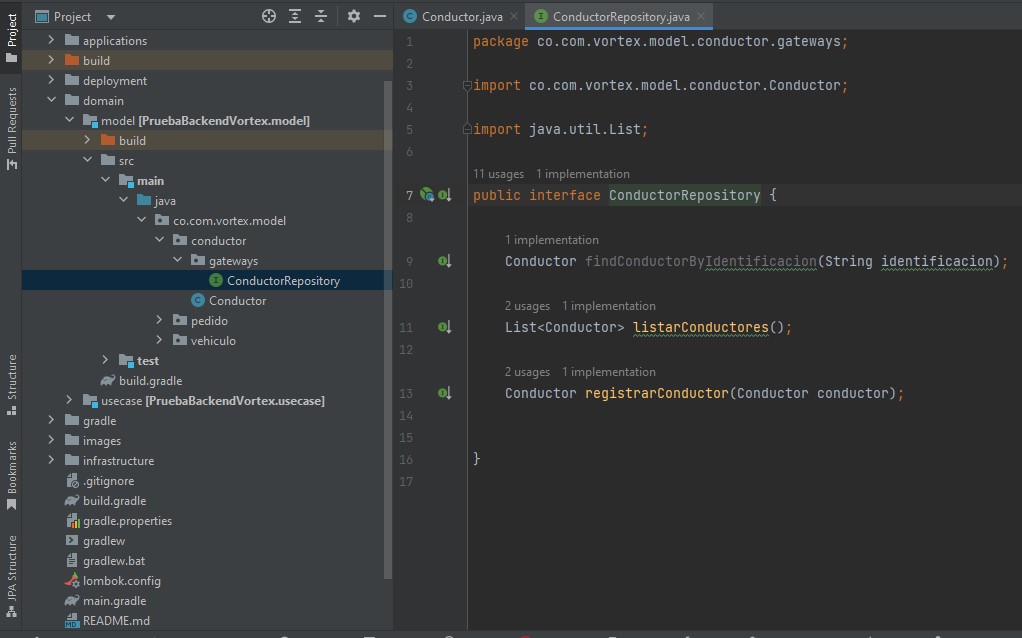 Project
Conductor.java
ConductorRepository.java
Project
Pull Requests
Structure
Bookmarks
JPA Structure
applications
build
deployment
domain
model [PruebaBackendVortex.model]
build
src
main
java
co.com.vortex.model
conductor
gateways
ConductorRepository
Conductor
pedido
vehiculo
test
build.gradle
usecase [PruebaBackendVortex.usecase]
gradle
images
infrastructure
.gitignore
build.gradle
gradle.properties
gradlew
gradlew.bat
lombok.config
main.gradle
README.md
1 package co.com.vortex.model.conductor.gateways;
2
3 import co.com.vortex.model.conductor.Conductor;
4
5 import java.util.List;
6
11 usages 1 implementation
7 public interface ConductorRepository {
8
1 implementation
9 Conductor findConductorByIdentificacion(String identificacion);
10
2 usages 1 implementation
11 List<Conductor> listarConductores();
12
2 usages 1 implementation
13 Conductor registrarConductor(Conductor conductor);
14
15
16 }
17